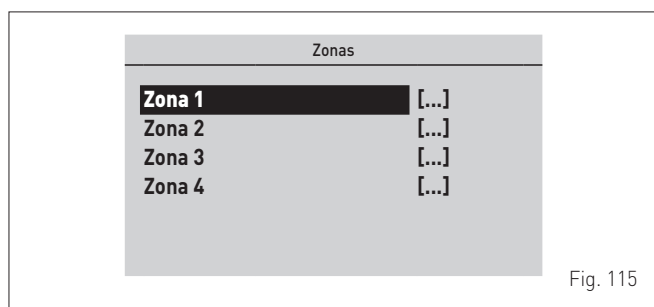 Zonas
Zona 1 [...]
Zona 2 [...]
Zona 3 [...]
Zona 4 [...]
Fig. 115